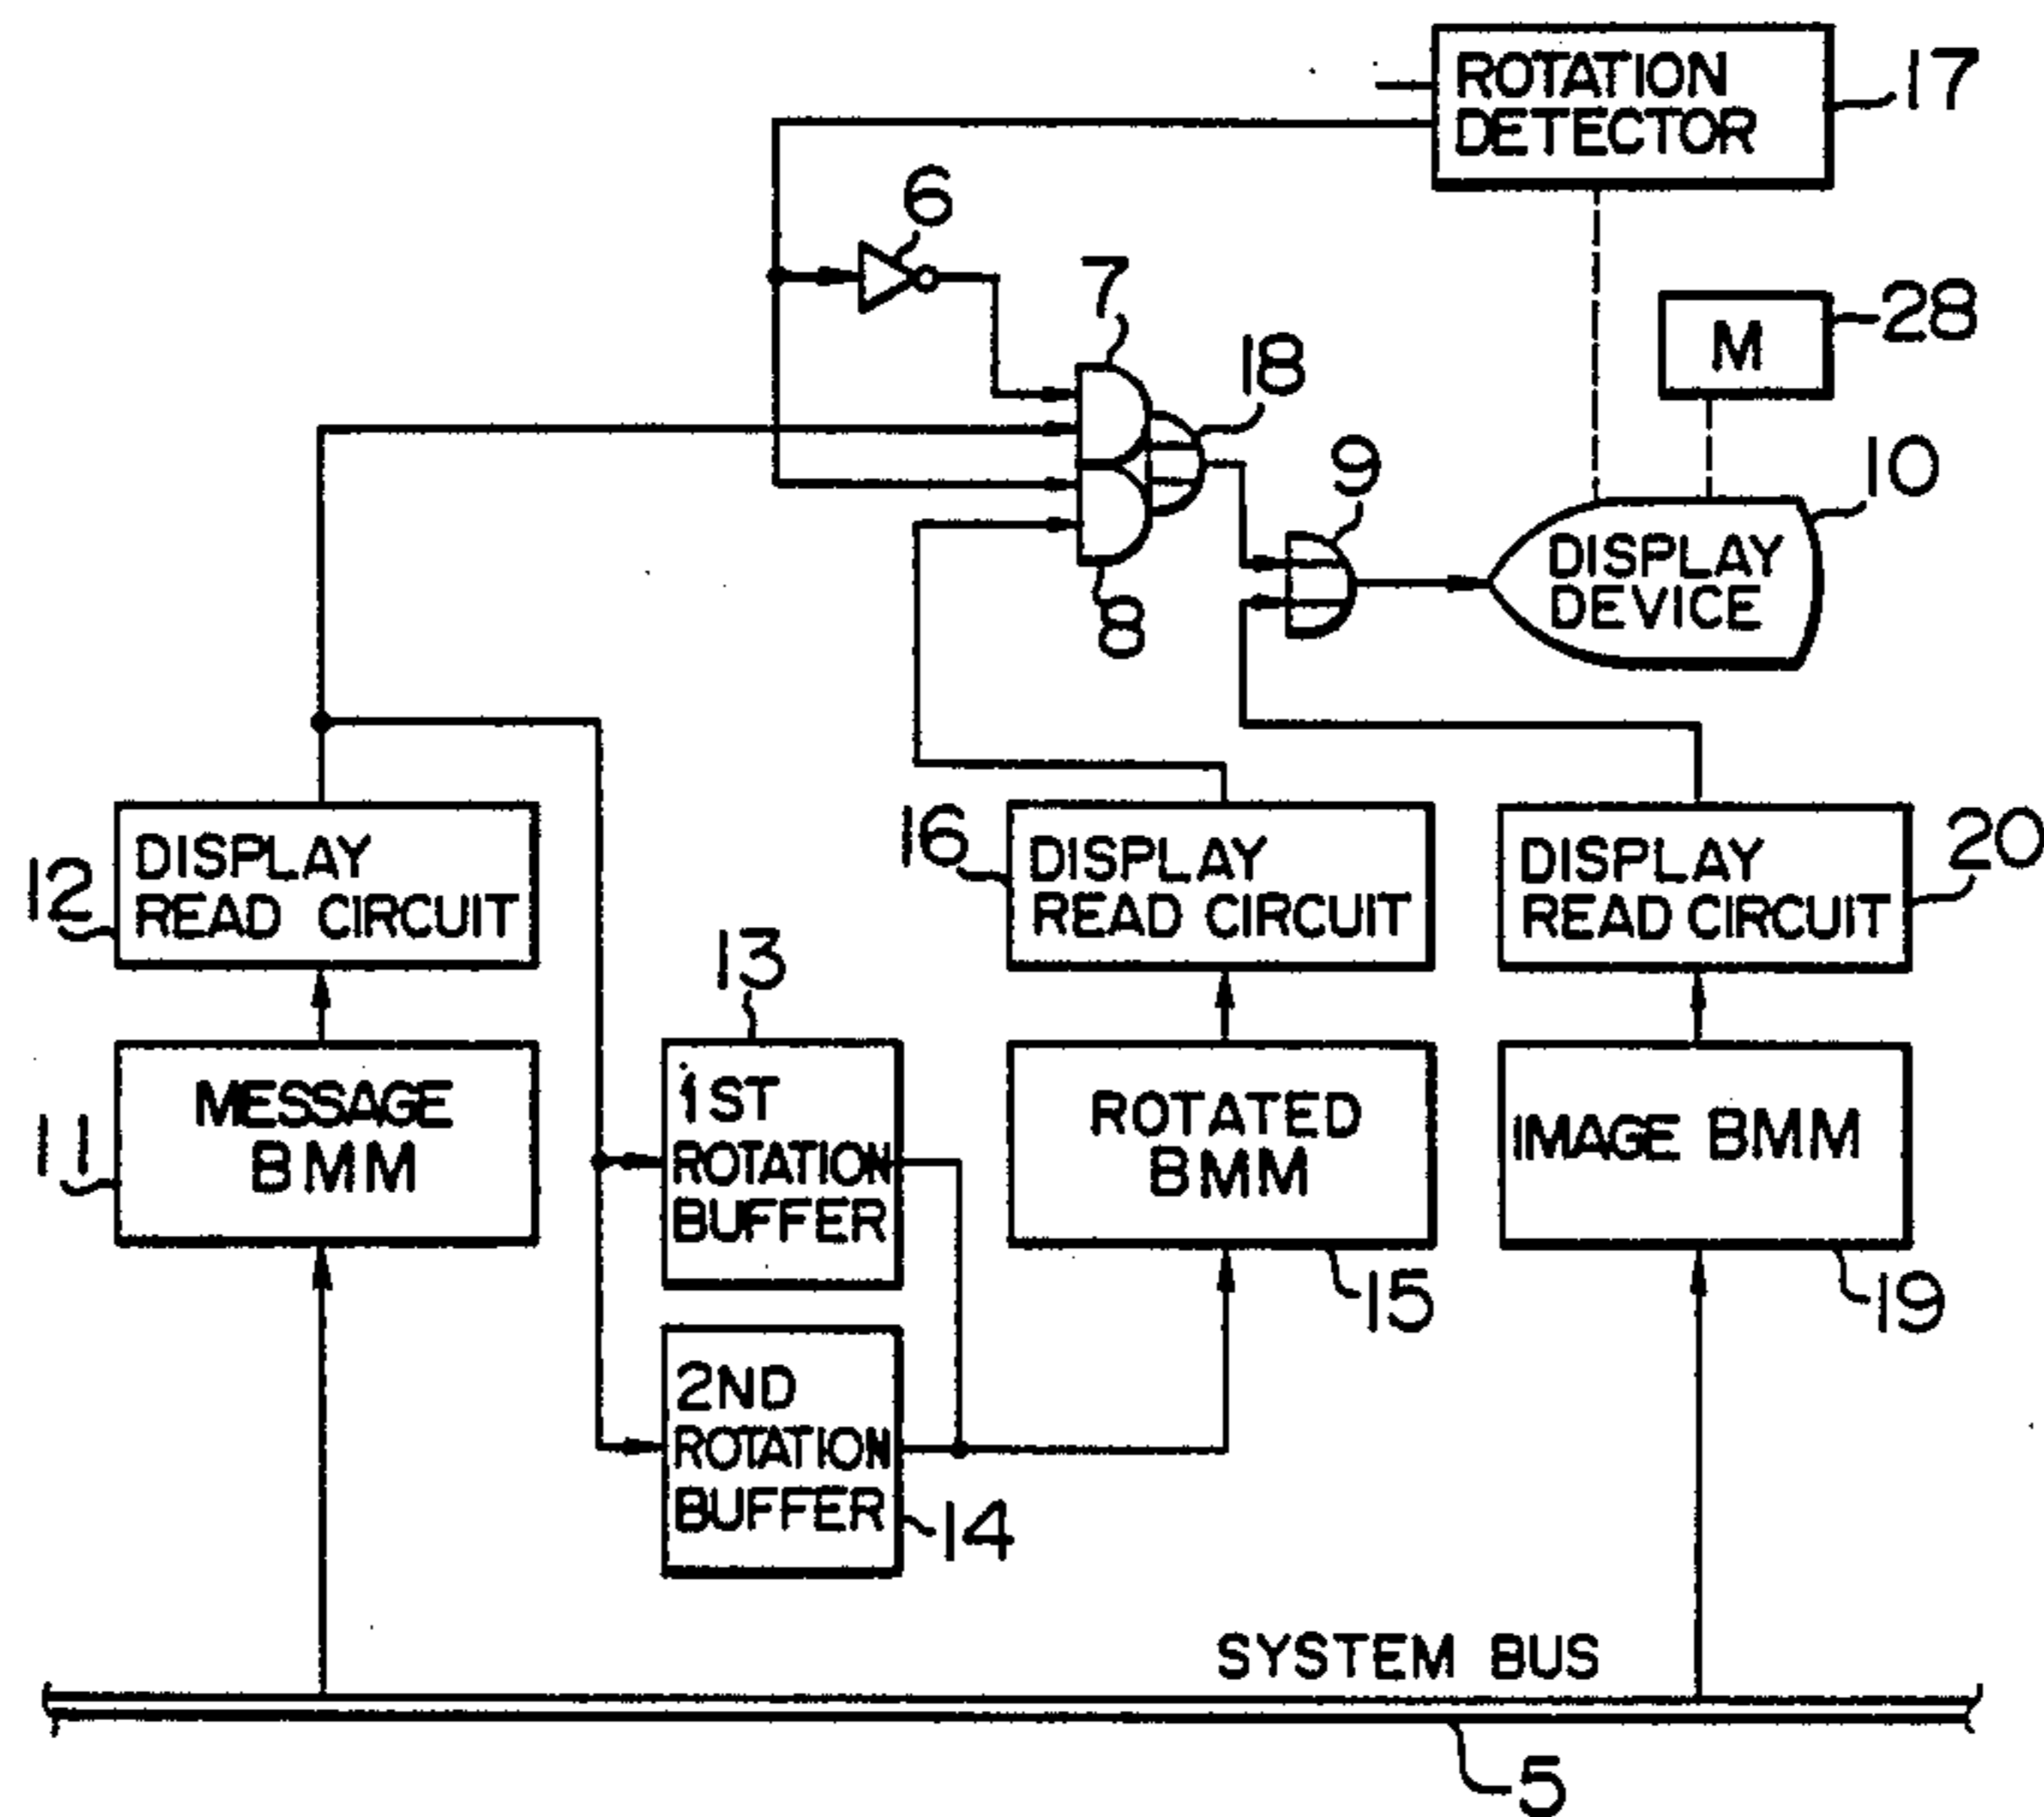 ROTATION
DETECTOR
17
6
7
M
28
18
9
10
DISPLAY
DEVICE
8
12
DISPLAY
READ CIRCUIT
16
DISPLAY
READ CIRCUIT
DISPLAY
READ CIRCUIT
20
13
11
MESSAGE
BMM
1ST
ROTATION
BUFFER
ROTATED
BMM
IMAGE BMM
15
19
2ND
ROTATION
BUFFER
14
SYSTEM BUS
5